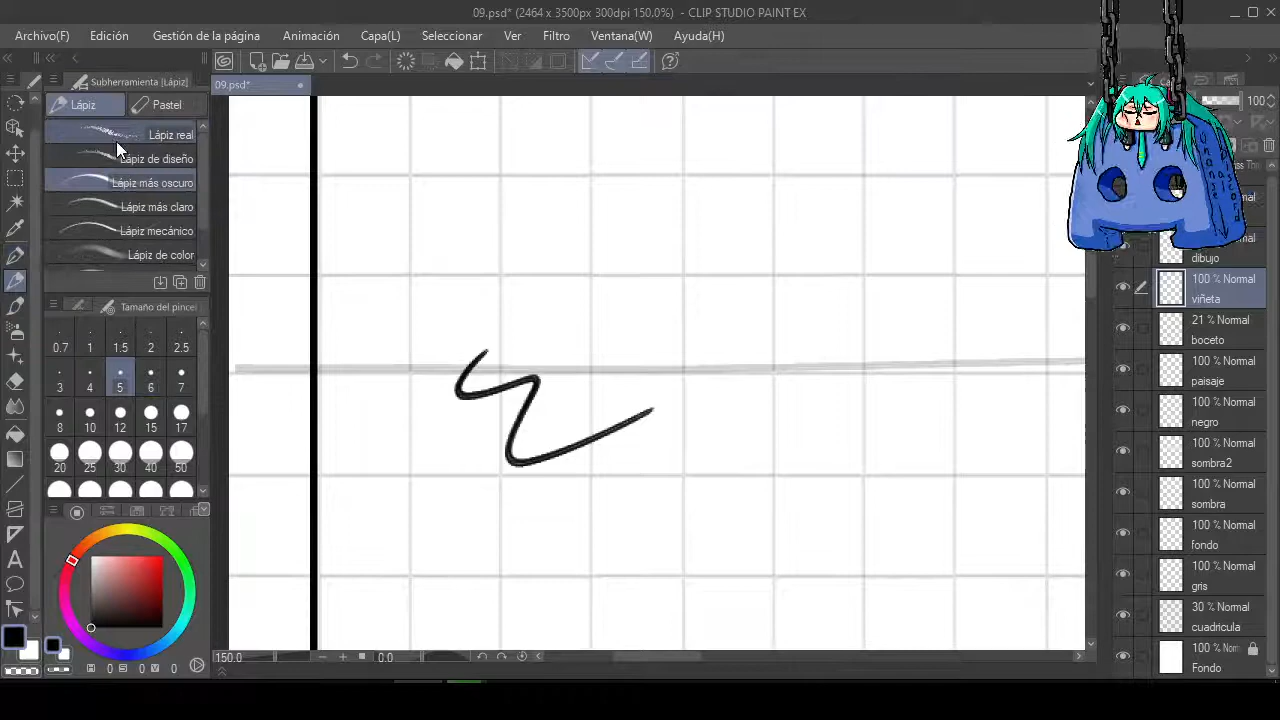 09.psd* (2464 x 3500px 300dpi 150.0%) - CLIP STUDIO PAINT EX
Archivo(F) Edición Gestión de la página Animación Capa(L) Seleccionar Ver Filtro Ventana(W) Ayuda(H)
Subherramienta [Lápiz]
09.psd*
Lápiz Pastel
100
Lápiz real
Lápiz de diseño
Lápiz más oscuro
Lápiz más claro
Lápiz mecánico
Lápiz de color
dibujo
100 % Normal
viñeta
21 % Normal
boceto
100 % Normal
paisaje
100 % Normal
negro
100 % Normal
sombra2
100 % Normal
sombra
100 % Normal
fondo
100 % Normal
gris
30 % Normal
cuadricula
100 % Norm
Fondo
Tamaño del pincel
0.7 1 1.5 2 2.5
3 4 5 6 7
8 10 12 15 17
20 25 30 40 50
0 0 0
150.0 0.0